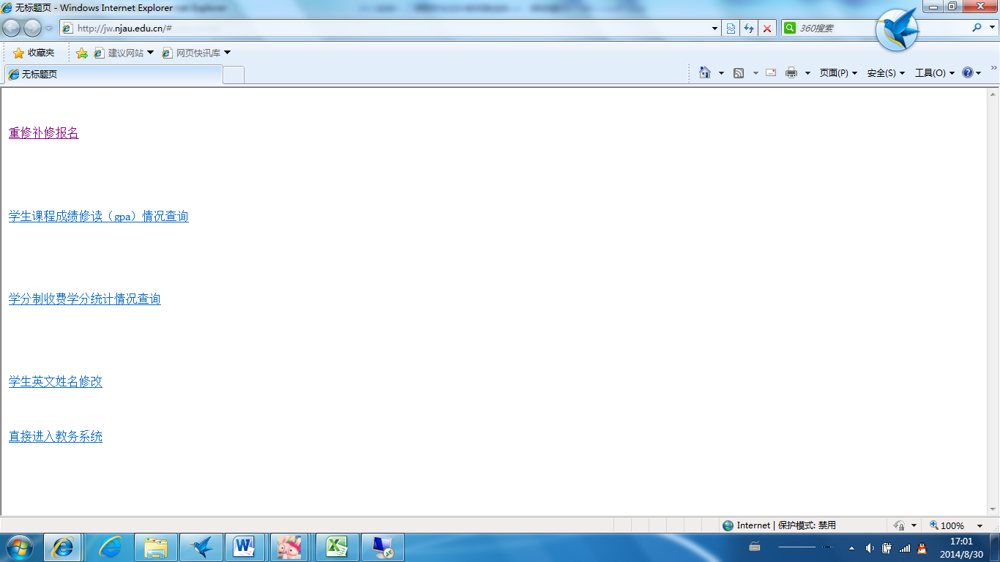 无标题页 - Windows Internet Explorer
http://jw.njau.edu.cn/#
360搜索
收藏夹
建议网站
网页快讯库
无标题页
页面(P)
安全(S)
工具(O)
重修补修报名
学生课程成绩修读（gpa）情况查询
学分制收费学分统计情况查询
学生英文姓名修改
直接进入教务系统
Internet | 保护模式: 禁用
100%
17:01
2014/8/30